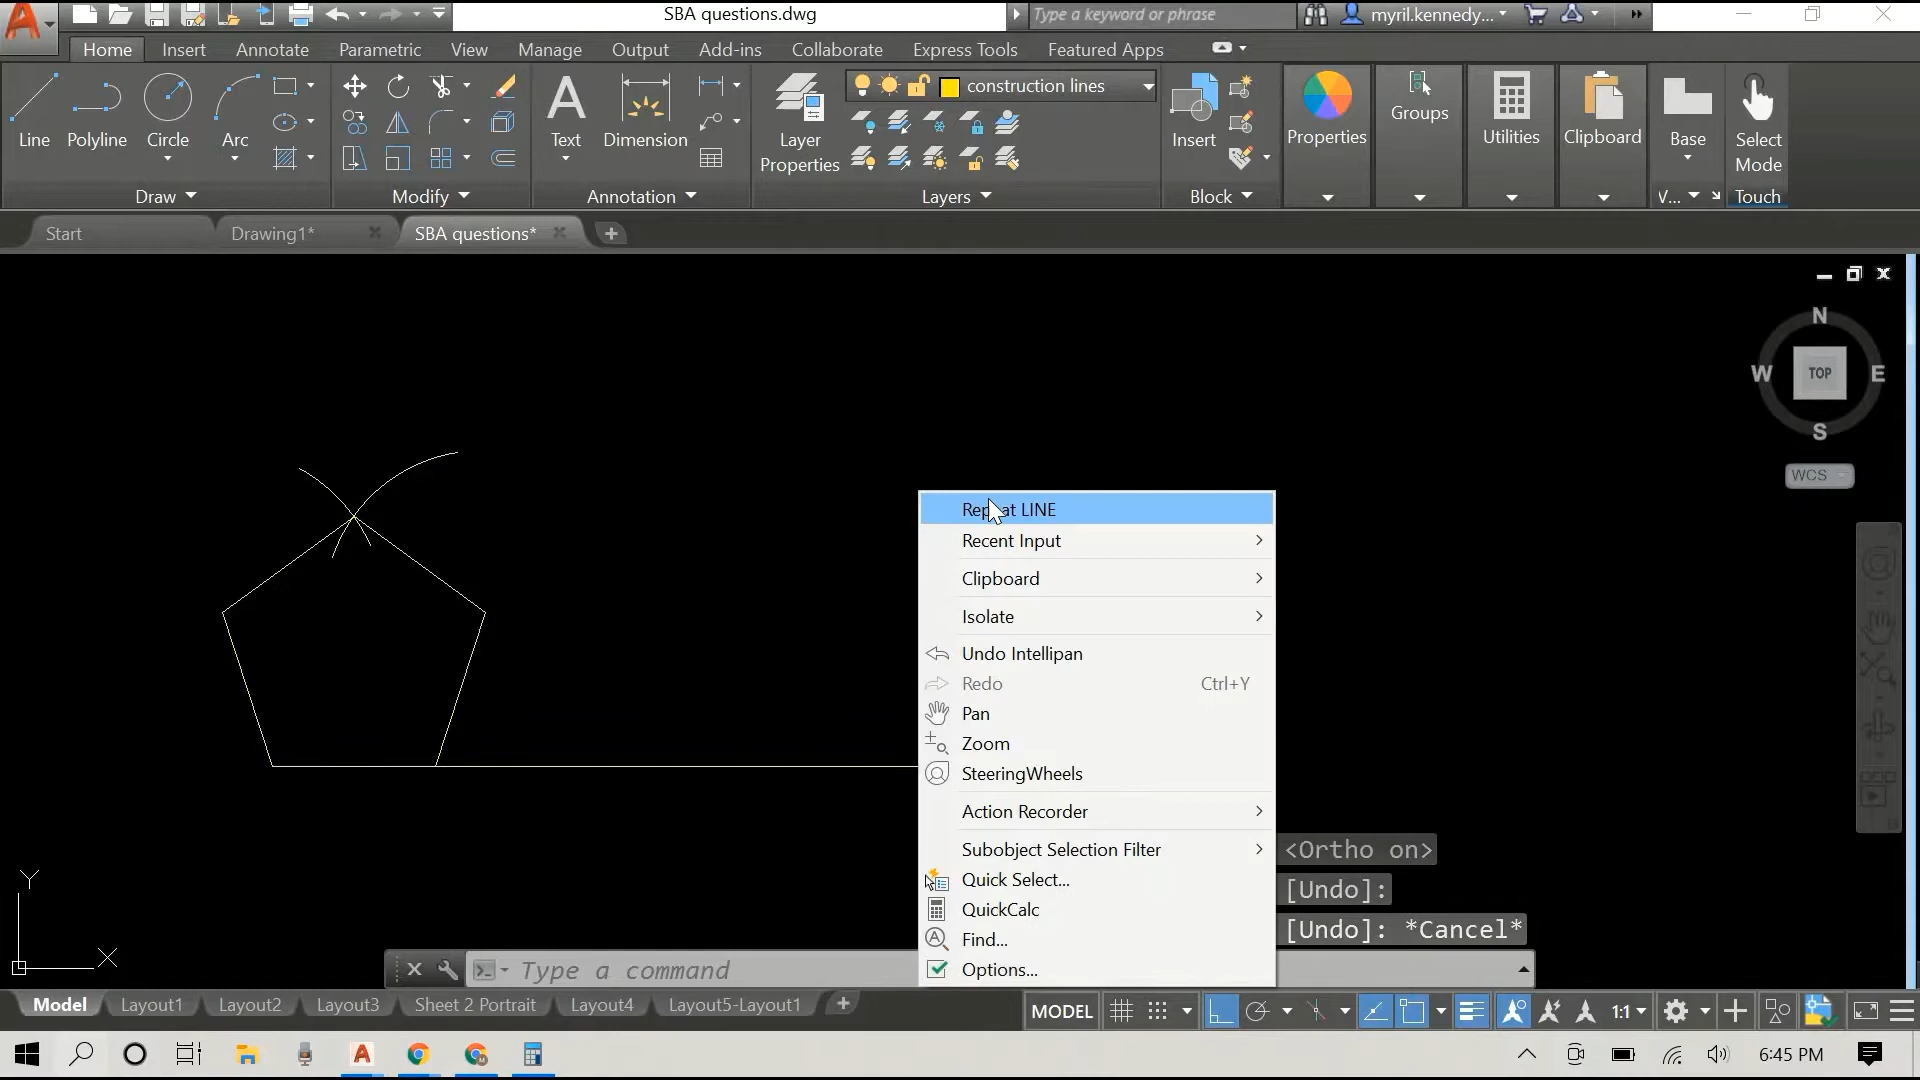 SBA questions.dwg
Type a keyword or phrase
myril.kennedy...
Home
Insert
Annotate
Parametric
View
Manage
Output
Add-ins
Collaborate
Express Tools
Featured Apps
Line
Polyline
Circle
Arc
Text
Dimension
Layer
Properties
construction lines
Insert
Properties
Groups
Utilities
Clipboard
Base
Select
Mode
Draw
Modify
Annotation
Layers
Block
V...
Touch
Start
Drawing1*
SBA questions*
N
W
TOP
E
S
WCS
Repeat LINE
Recent Input
Clipboard
Isolate
Undo Intellipan
Redo Ctrl+Y
Pan
Zoom
SteeringWheels
Action Recorder
Subobject Selection Filter
Quick Select...
QuickCalc
Find...
Options...
<Ortho on>
[Undo]:
[Undo]: *Cancel*
Y
X
Type a command
Model
Layout1
Layout2
Layout3
Sheet 2 Portrait
Layout4
Layout5-Layout1
MODEL
1:1
6:45 PM